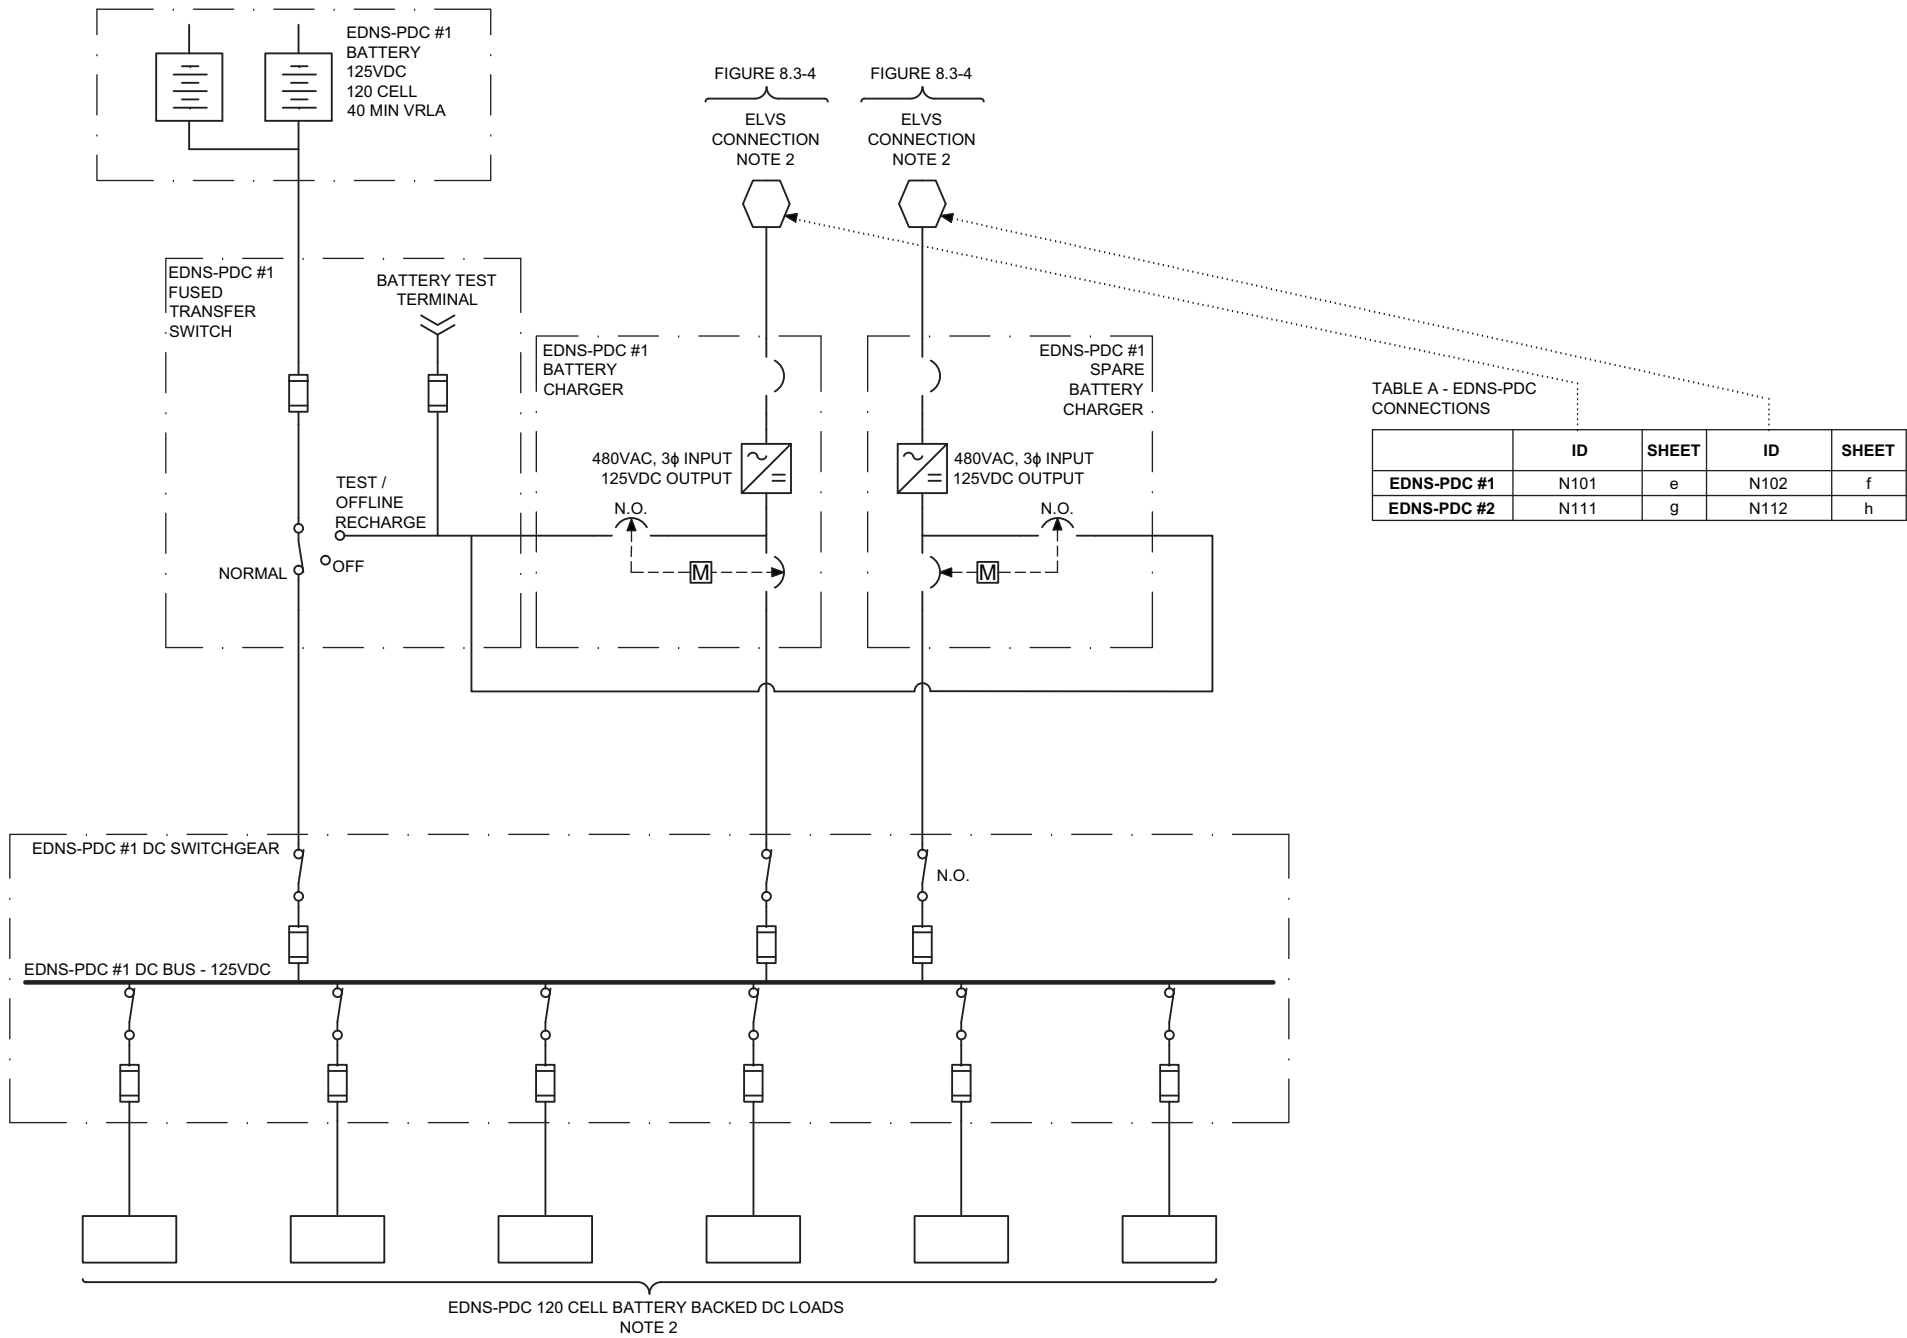 EDNS-PDC #1
BATTERY
125VDC
120 CELL
40 MIN VRLA
FIGURE 8.3-4
FIGURE 8.3-4
ELVS
CONNECTION
NOTE 2
ELVS
CONNECTION
NOTE 2
EDNS-PDC #1
FUSED
TRANSFER
SWITCH
BATTERY TEST
TERMINAL
EDNS-PDC #1
BATTERY
CHARGER
EDNS-PDC #1
SPARE
BATTERY
CHARGER
TABLE A - EDNS-PDC
CONNECTIONS
ID SHEET ID SHEET
EDNS-PDC #1 N101 e N102 f
EDNS-PDC #2 N111 g N112 h
480VAC, 3ϕ INPUT
125VDC OUTPUT
480VAC, 3ϕ INPUT
125VDC OUTPUT
TEST /
OFFLINE
RECHARGE
N.O.
N.O.
NORMAL
OFF
M
M
EDNS-PDC #1 DC SWITCHGEAR
N.O.
EDNS-PDC #1 DC BUS - 125VDC
EDNS-PDC 120 CELL BATTERY BACKED DC LOADS
NOTE 2